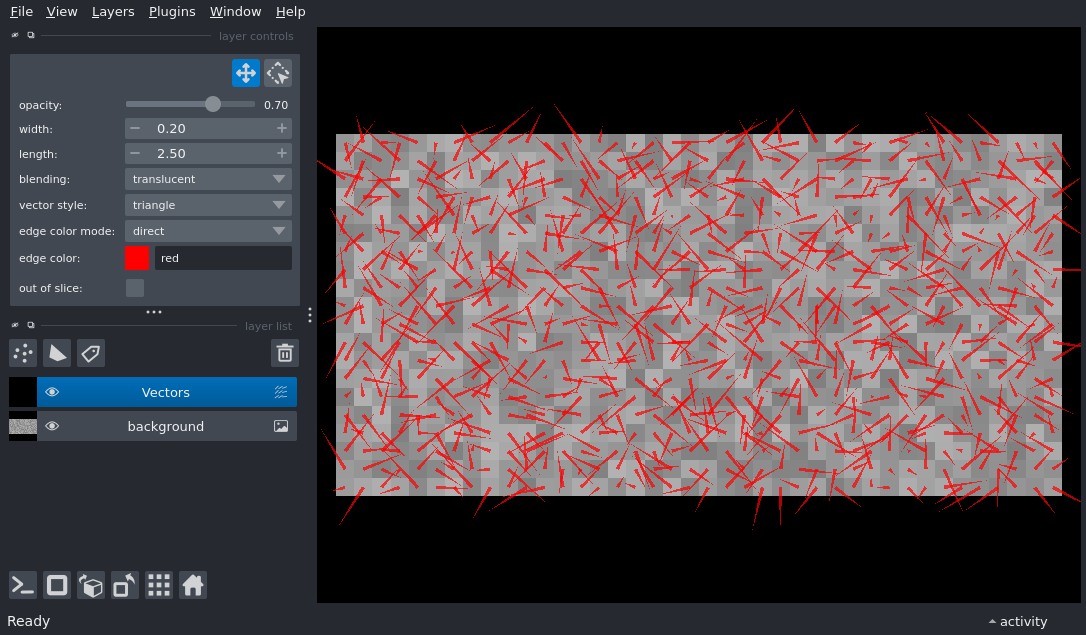 File View Layers Plugins Window Help
layer controls
opacity: 0.70
width: 0.20
length: 2.50
blending: translucent
vector style: triangle
edge color mode: direct
edge color: red
out of slice:
layer list
Vectors
background
Ready
activity